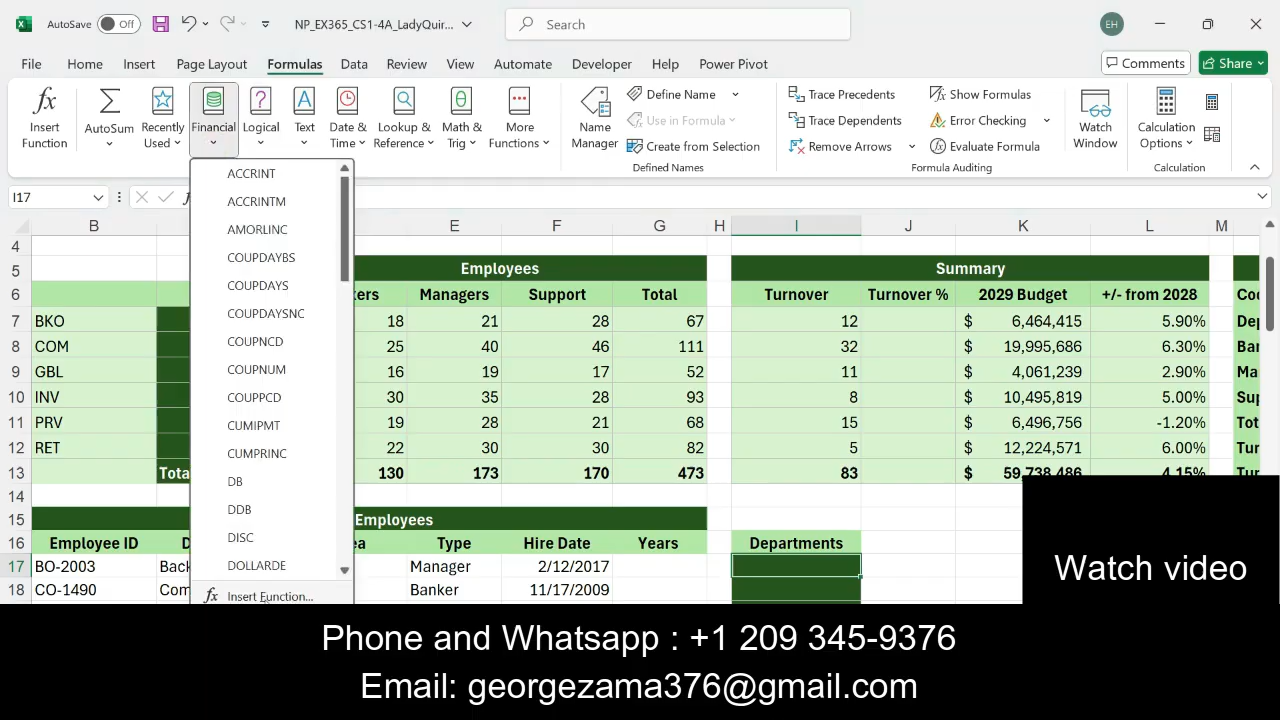 AutoSave Off NP_EX365_CS1-4A_LadyQuir... Search EH
File Home Insert Page Layout Formulas Data Review View Automate Developer Help Power Pivot Comments Share
Insert Function AutoSum Recently Used Financial Logical Text Date & Time Lookup & Reference Math & Trig More Functions Name Manager Define Name Use in Formula Create from Selection Defined Names Trace Precedents Trace Dependents Remove Arrows Show Formulas Error Checking Evaluate Formula Formula Auditing Watch Window Calculation Options Calculation
I17
ACCRINT
ACCRINTM
AMORLINC
COUPDAYBS
COUPDAYS
COUPDAYSNC
COUPNCD
COUPNUM
COUPPCD
CUMIPMT
CUMPRINC
DB
DDB
DISC
DOLLARDE
fx Insert Function...
B E F G H I J K L M
4
5 Employees Summary
6 Managers Support Total Turnover Turnover % 2029 Budget +/- from 2028
7 BKO 18 21 28 67 12 $ 6,464,415 5.90%
8 COM 25 40 46 111 32 $ 19,995,686 6.30%
9 GBL 16 19 17 52 11 $ 4,061,239 2.90%
10 INV 30 35 28 93 8 $ 10,495,819 5.00%
11 PRV 19 28 21 68 15 $ 6,496,756 -1.20%
12 RET 22 30 30 82 5 $ 12,224,571 6.00%
13 130 173 170 473 83 $ 59,738,486 4.15%
14
15 Employees
16 Employee ID Type Hire Date Years Departments
17 BO-2003 Manager 2/12/2017
18 CO-1490 Banker 11/17/2009
Watch video
Phone and Whatsapp : +1 209 345-9376
Email: georgezama376@gmail.com